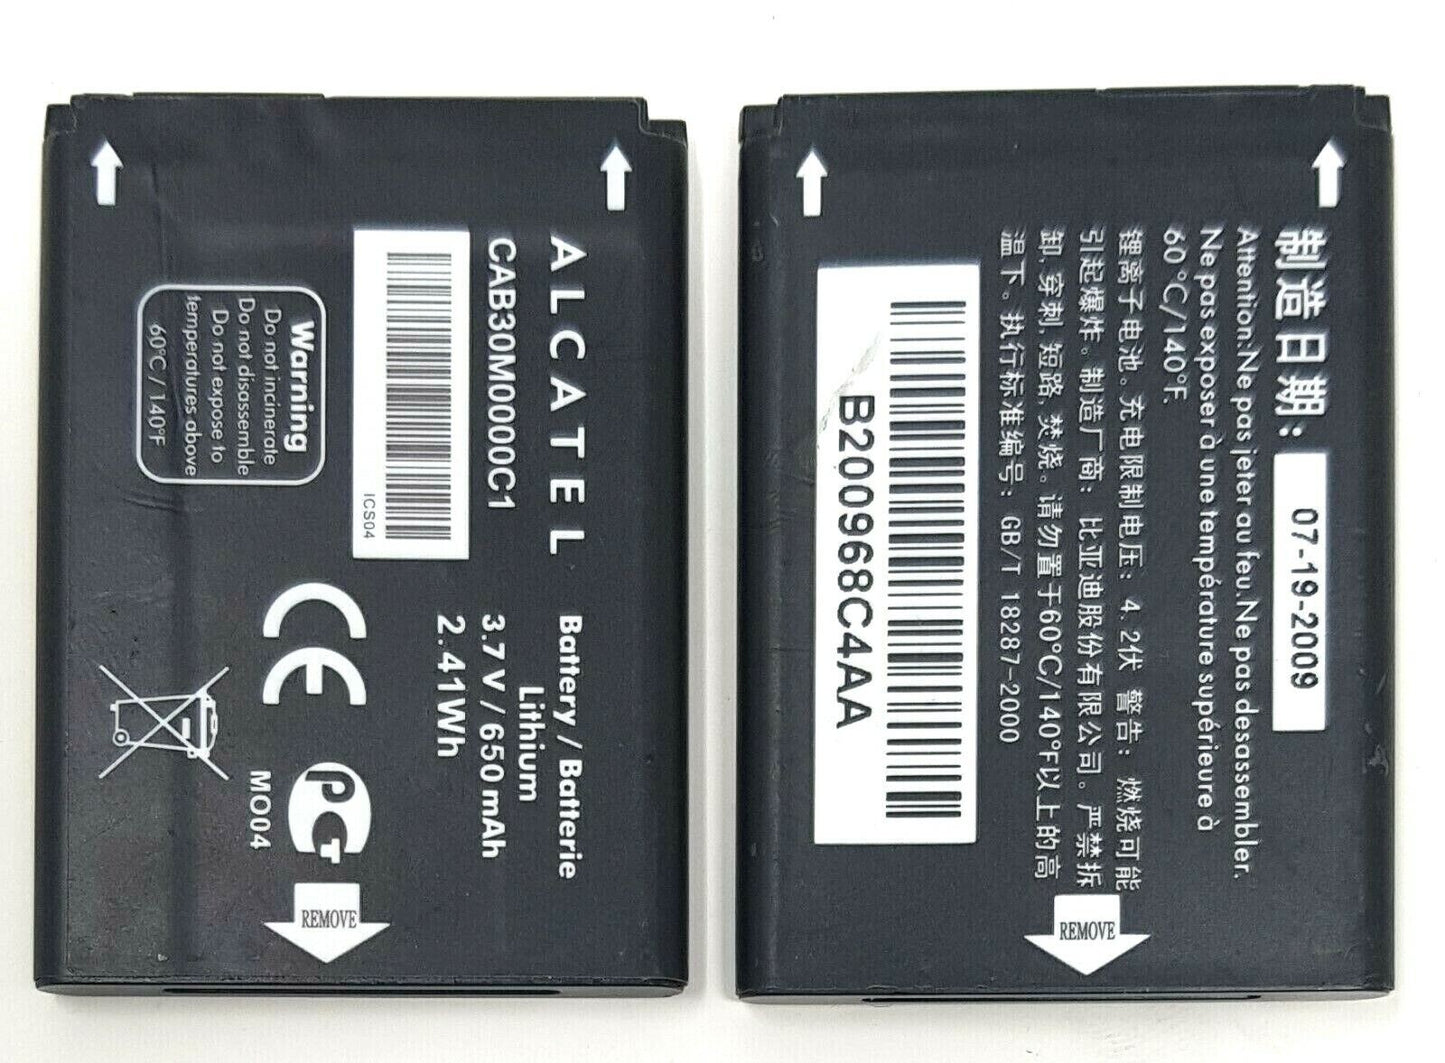 ALCATEL
CAB30M0000C1
ICS04
Battery / Batterie
Lithium
3.7V / 650 mAh
2.41Wh
Warning
Do not incinerate
Do not disassemble
Do not expose to
temperatures above
60°C / 140°F
CE
PCT
MO04
REMOVE
制造日期:
07-19-2009
Attention:Ne pas jeter au feu.Ne pas desassembler.
Ne pas exposer à une température supérieure à
60 °C/140°F.
锂离子电池。充电限制电压: 4.2伏 警告: 燃烧可能
引起爆炸。制造厂商: 比亚迪股份有限公司。严禁拆
卸, 穿刺, 短路, 焚烧。请勿置于60°C/140°F以上的高
温下。执行标准编号: GB/T 18287-2000
B200968C4AA
REMOVE